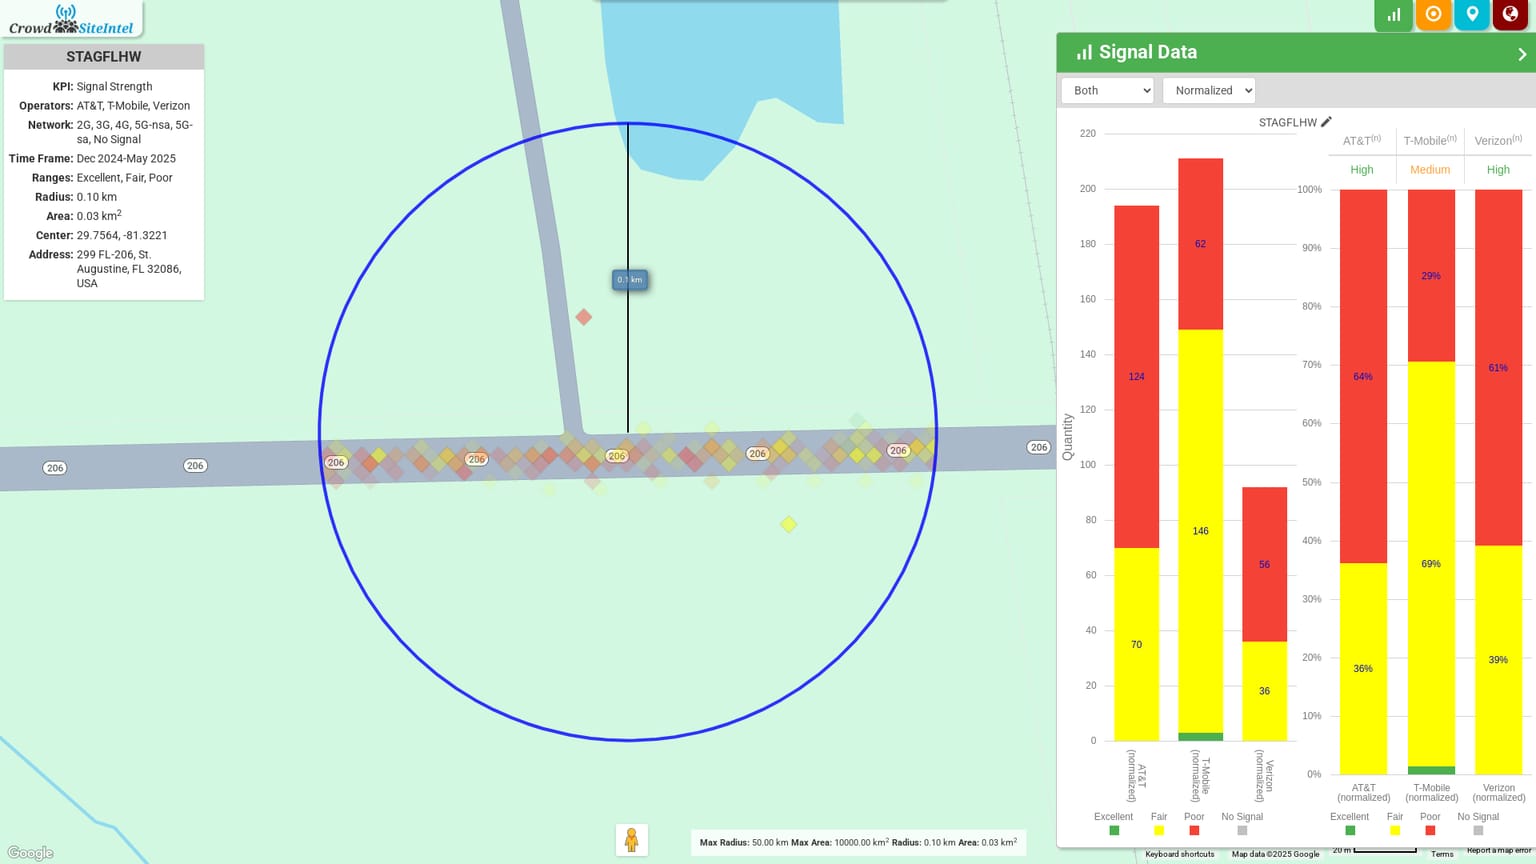 Crowd SiteIntel
STAGFLHW
KPI: Signal Strength
Operators: AT&T, T-Mobile, Verizon
Network: 2G, 3G, 4G, 5G-nsa, 5G-
sa, No Signal
Time Frame: Dec 2024-May 2025
Ranges: Excellent, Fair, Poor
Radius: 0.10 km
Area: 0.03 km2
Center: 29.7564, -81.3221
Address: 299 FL-206, St.
Augustine, FL 32086,
USA
0.1 km
206
206
206
206
206
206
206
206
Google
Max Radius: 50.00 km Max Area: 10000.00 km2 Radius: 0.10 km Area: 0.03 km2
Signal Data
Both
Normalized
STAGFLHW
220
200
180
160
140
120
100
80
60
40
20
0
Quantity
124
70
62
146
56
36
AT&T
(normalized)
T-Mobile
(normalized)
Verizon
(normalized)
Excellent Fair Poor No Signal
AT&T(n) T-Mobile(n) Verizon(n)
High Medium High
100%
90%
80%
70%
60%
50%
40%
30%
20%
10%
0%
64%
36%
29%
69%
61%
39%
AT&T
(normalized)
T-Mobile
(normalized)
Verizon
(normalized)
Excellent Fair Poor No Signal
Keyboard shortcuts
Map data ©2025 Google
20 m
Terms
Report a map error